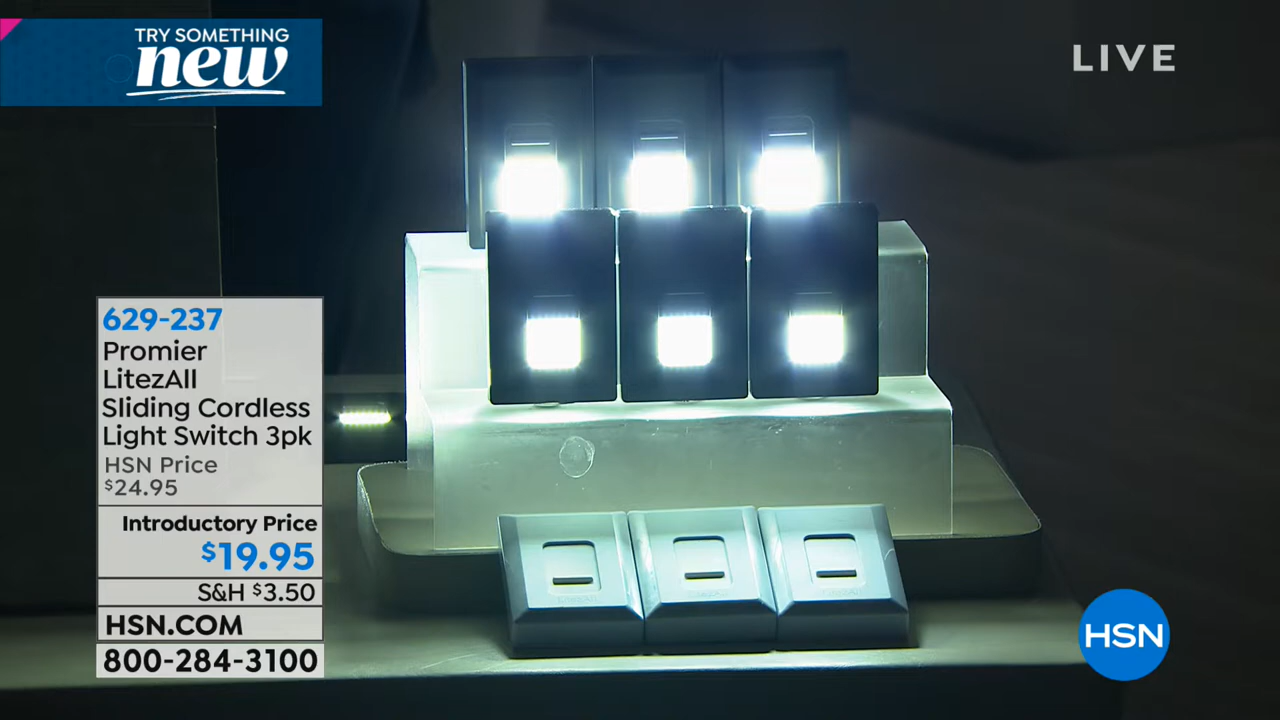 TRY SOMETHING
new
LIVE
629-237
Promier
LitezAll
Sliding Cordless
Light Switch 3pk
HSN Price
$24.95
Introductory Price
$19.95
S&H $3.50
HSN.COM
800-284-3100
HSN